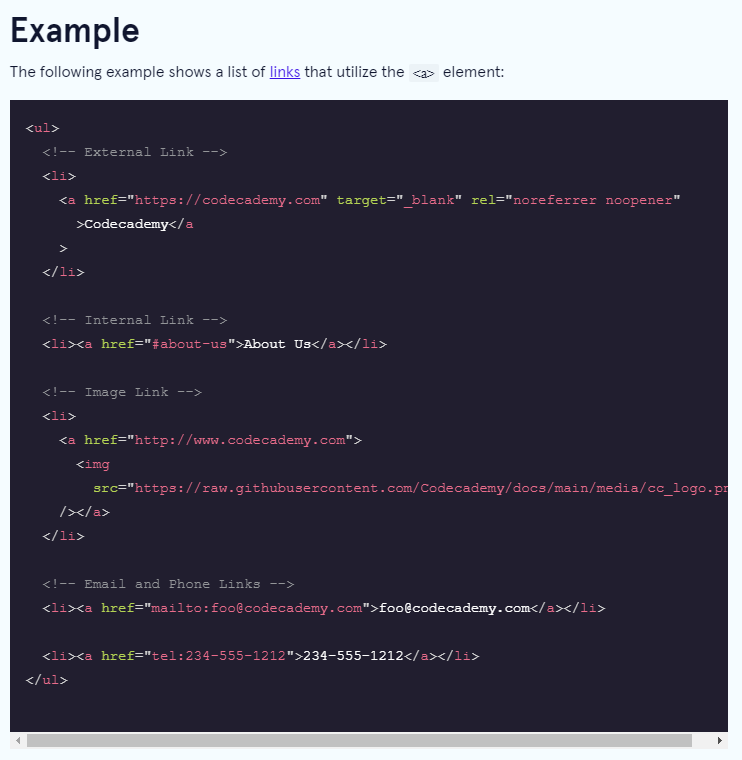 Example
The following example shows a list of links that utilize the <a> element:
<ul>
  <!-- External Link -->
  <li>
    <a href="https://codecademy.com" target="_blank" rel="noreferrer noopener"
      >Codecademy</a
    >
  </li>

  <!-- Internal Link -->
  <li><a href="#about-us">About Us</a></li>

  <!-- Image Link -->
  <li>
    <a href="http://www.codecademy.com">
      <img
        src="https://raw.githubusercontent.com/Codecademy/docs/main/media/cc_logo.pn
    /></a>
  </li>

  <!-- Email and Phone Links -->
  <li><a href="mailto:foo@codecademy.com">foo@codecademy.com</a></li>

  <li><a href="tel:234-555-1212">234-555-1212</a></li>
</ul>